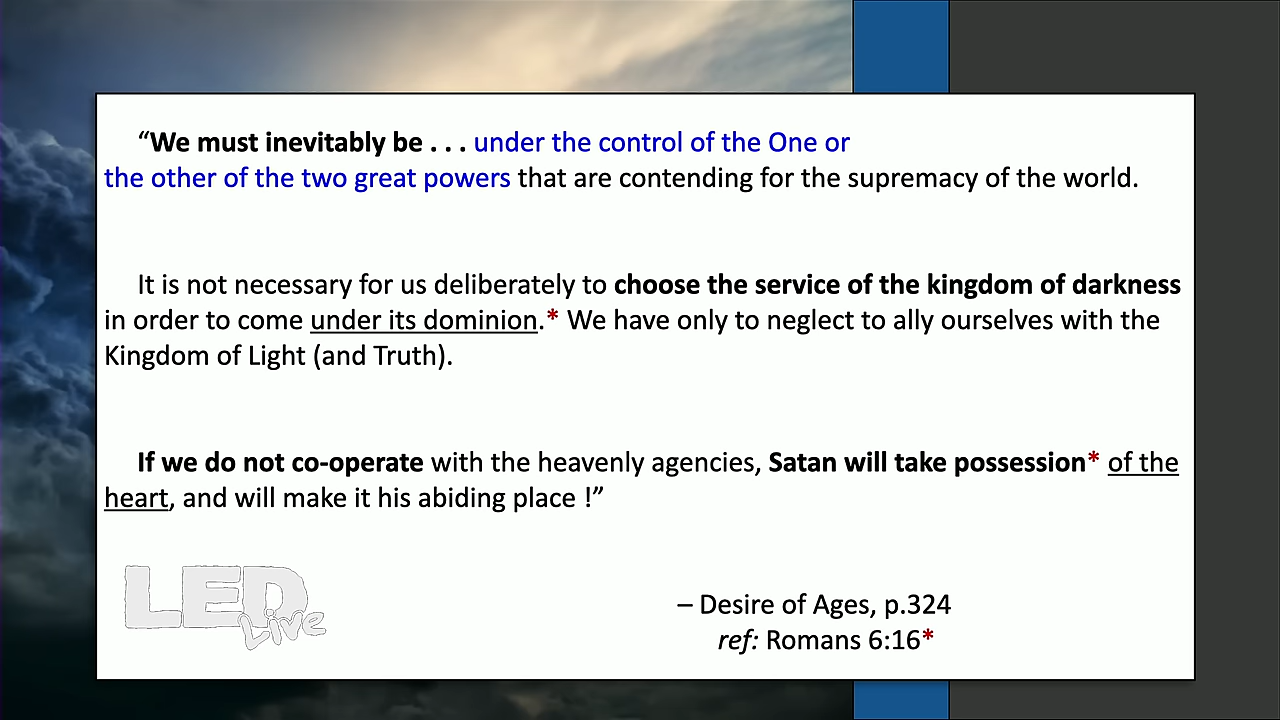 “We must inevitably be . . . under the control of the One or
the other of the two great powers that are contending for the supremacy of the world.
It is not necessary for us deliberately to choose the service of the kingdom of darkness
in order to come under its dominion.* We have only to neglect to ally ourselves with the
Kingdom of Light (and Truth).
If we do not co-operate with the heavenly agencies, Satan will take possession* of the
heart, and will make it his abiding place !”
– Desire of Ages, p.324
ref: Romans 6:16*
LED
Live